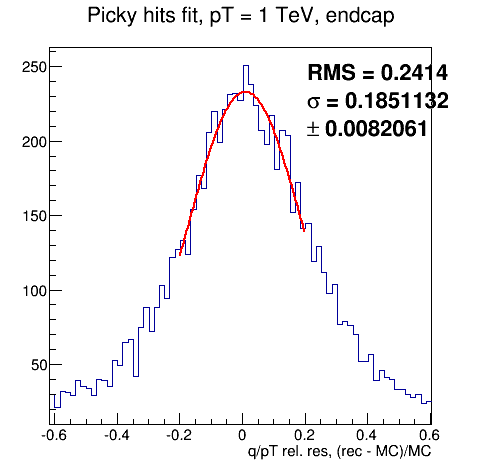 Picky hits fit, pT = 1 TeV, endcap
RMS = 0.2414
σ = 0.1851132
± 0.0082061
250
200
150
100
50
-0.6 -0.4 -0.2 0 0.2 0.4 0.6
q/pT rel. res, (rec - MC)/MC